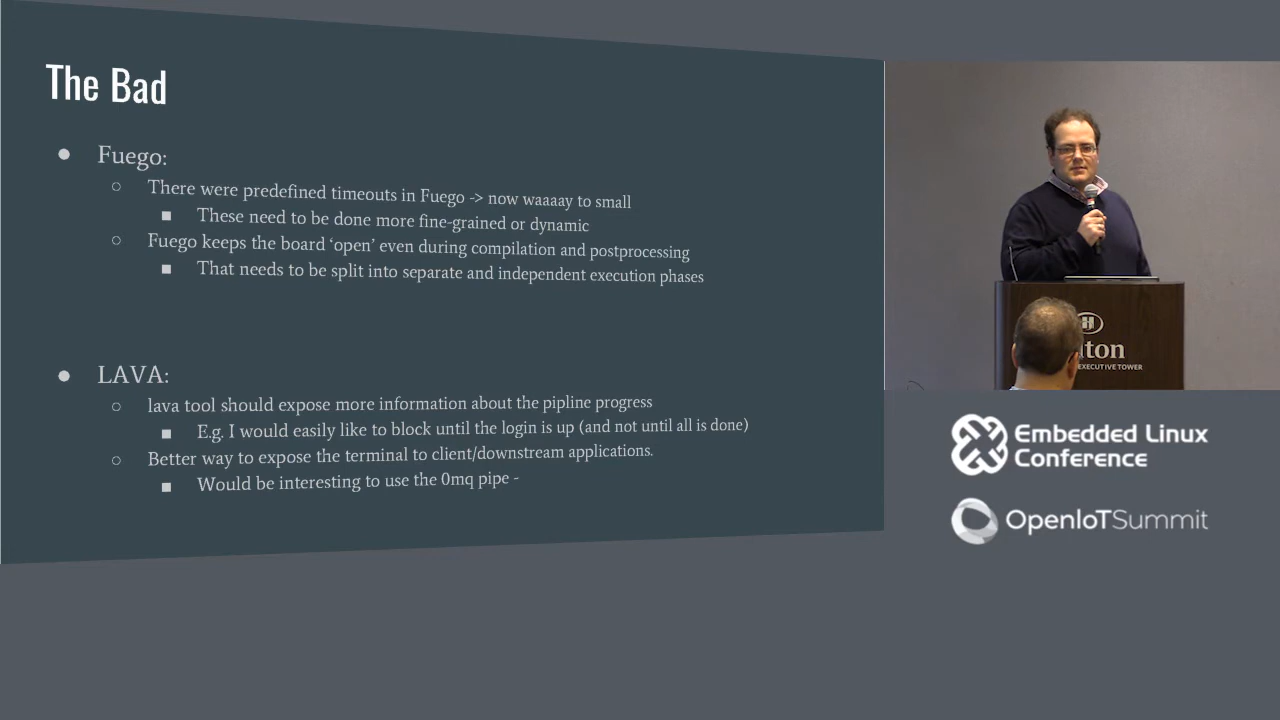 The Bad
● Fuego:
○ There were predefined timeouts in Fuego -> now waaaay to small
■ These need to be done more fine-grained or dynamic
○ Fuego keeps the board ‘open’ even during compilation and postprocessing
■ That needs to be split into separate and independent execution phases
● LAVA:
○ lava tool should expose more information about the pipline progress
■ E.g. I would easily like to block until the login is up (and not until all is done)
○ Better way to expose the terminal to client/downstream applications.
■ Would be interesting to use the 0mq pipe -
H
lton
EXECUTIVE TOWER
Embedded Linux
Conference
OpenIoTSummit